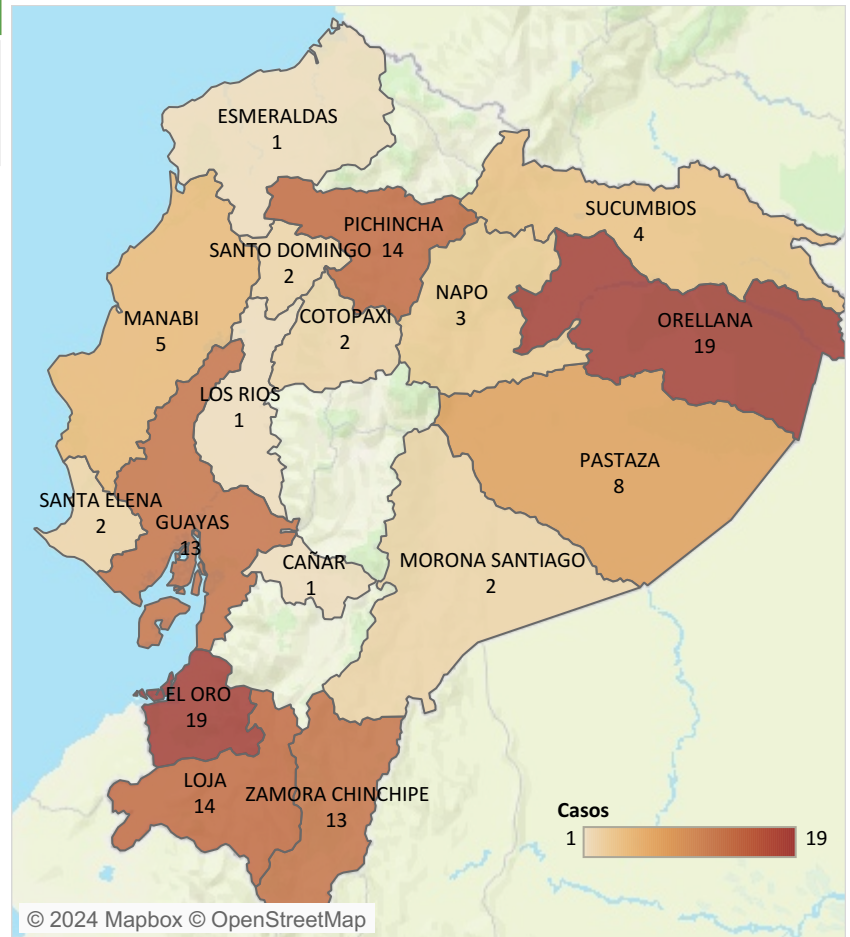 ESMERALDAS
1
SUCUMBIOS
4
PICHINCHA
14
SANTO DOMINGO
2
NAPO
3
MANABI
5
COTOPAXI
2
ORELLANA
19
LOS RIOS
1
PASTAZA
8
SANTA ELENA
2
GUAYAS
13
CAÑAR
1
MORONA SANTIAGO
2
EL ORO
19
LOJA
14
ZAMORA CHINCHIPE
13
Casos
1 19
© 2024 Mapbox © OpenStreetMap